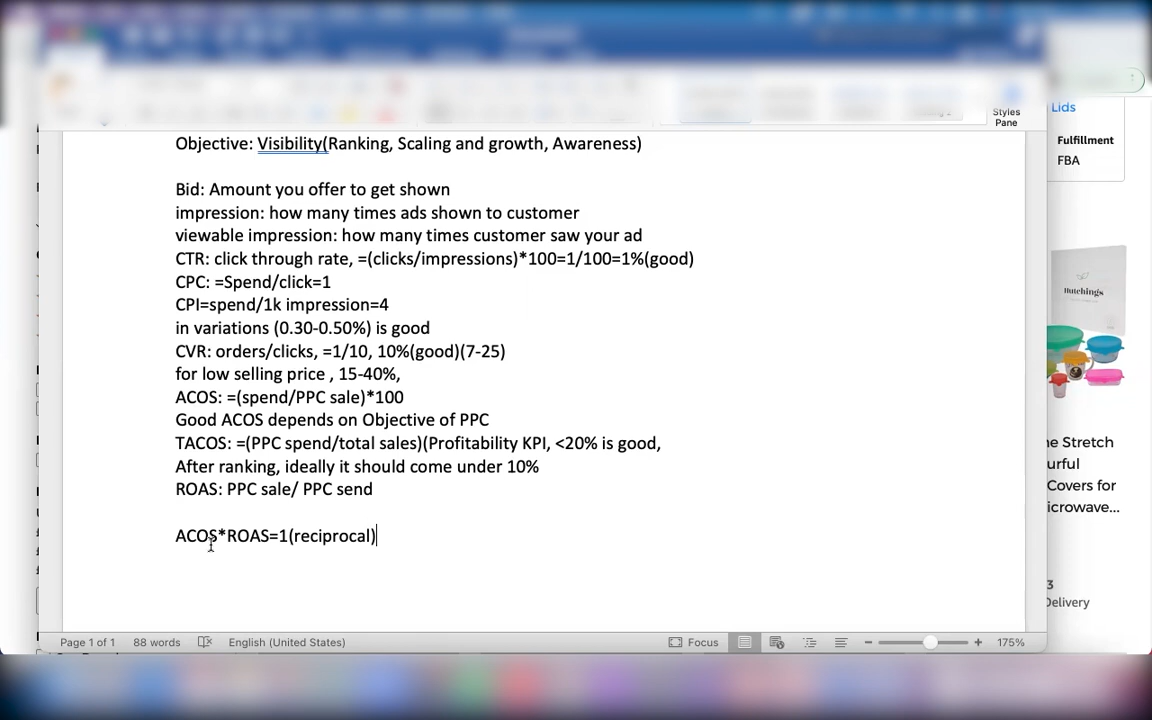 Styles
Pane
Objective: Visibility(Ranking, Scaling and growth, Awareness)
Bid: Amount you offer to get shown
impression: how many times ads shown to customer
viewable impression: how many times customer saw your ad
CTR: click through rate, =(clicks/impressions)*100=1/100=1%(good)
CPC: =Spend/click=1
CPI=spend/1k impression=4
in variations (0.30-0.50%) is good
CVR: orders/clicks, =1/10, 10%(good)(7-25)
for low selling price , 15-40%,
ACOS: =(spend/PPC sale)*100
Good ACOS depends on Objective of PPC
TACOS: =(PPC spend/total sales)(Profitability KPI, <20% is good,
After ranking, ideally it should come under 10%
ROAS: PPC sale/ PPC send
ACOS*ROAS=1(reciprocal)
Page 1 of 1 88 words English (United States) Focus 175%
Lids
Fulfillment
FBA
Hutchings
Stretch
Covers for
3
Delivery